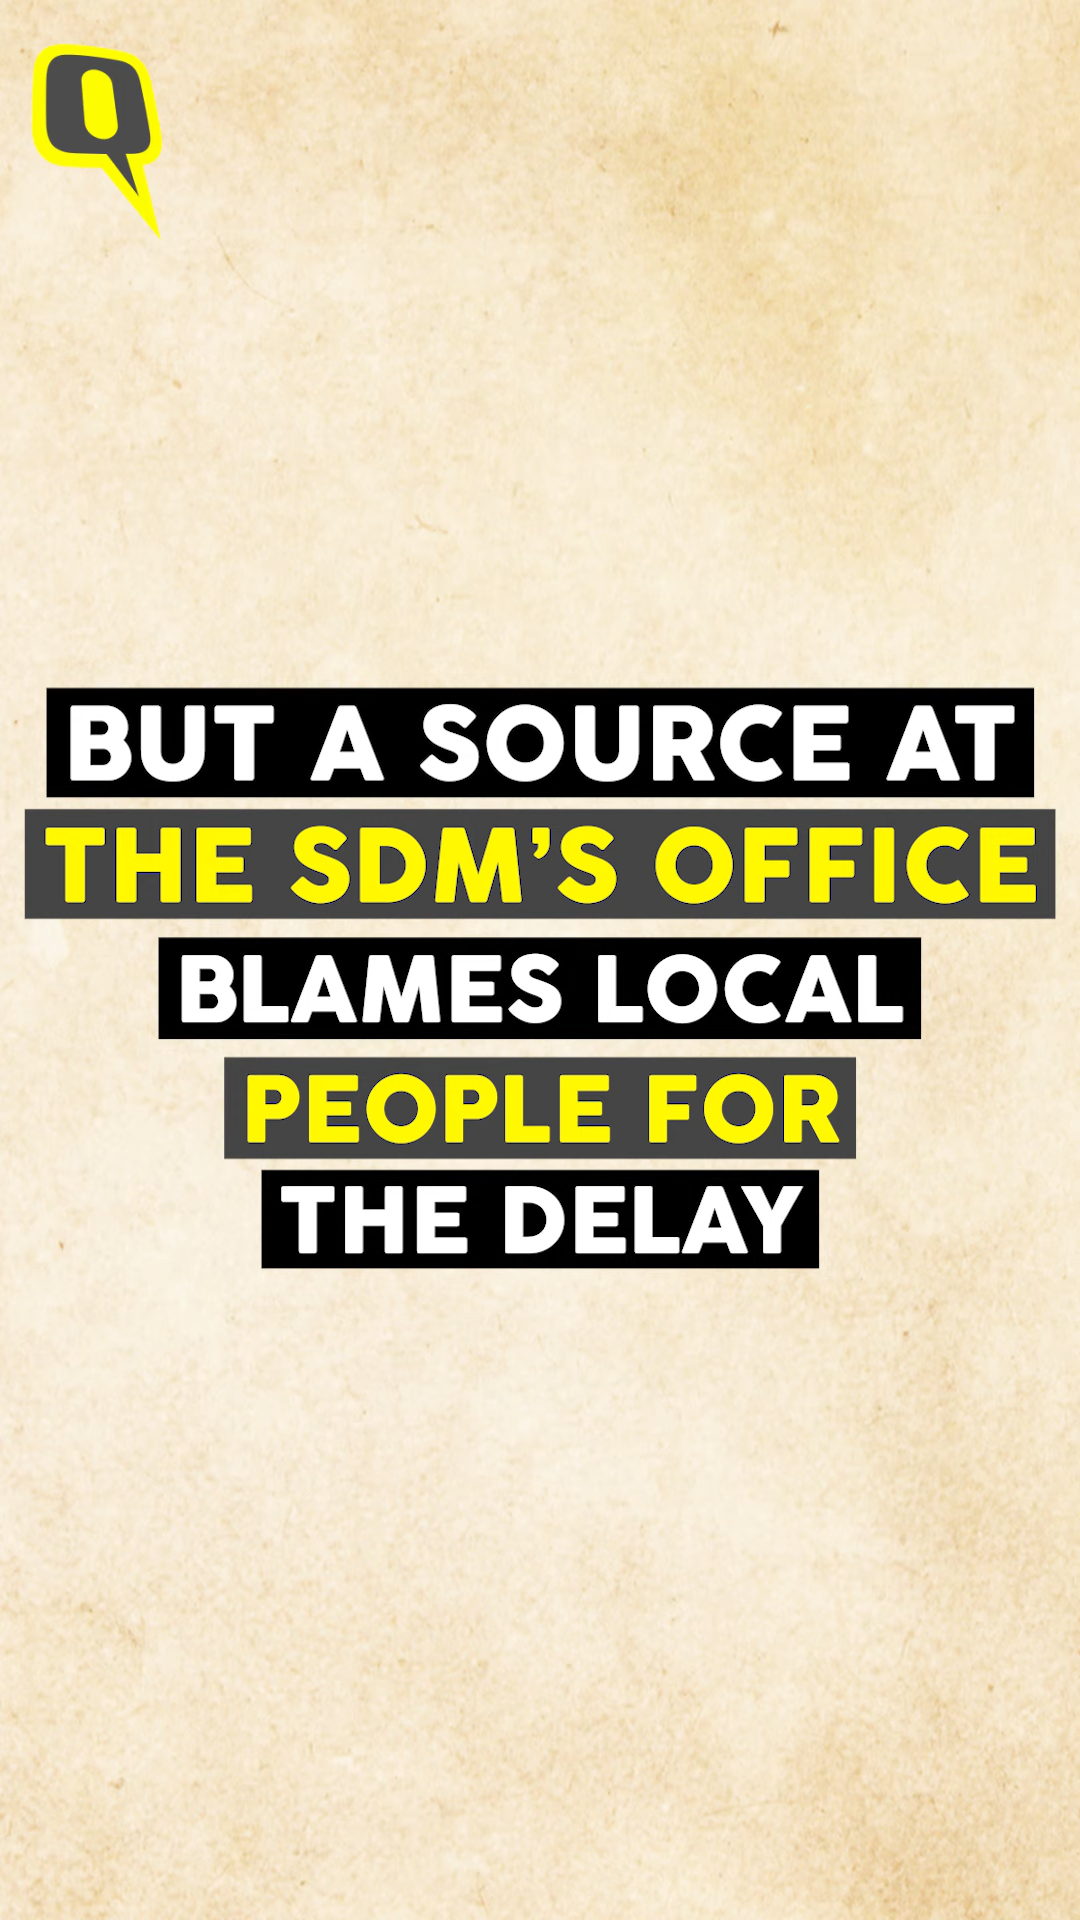 Q
BUT A SOURCE AT
THE SDM’S OFFICE
BLAMES LOCAL
PEOPLE FOR
THE DELAY